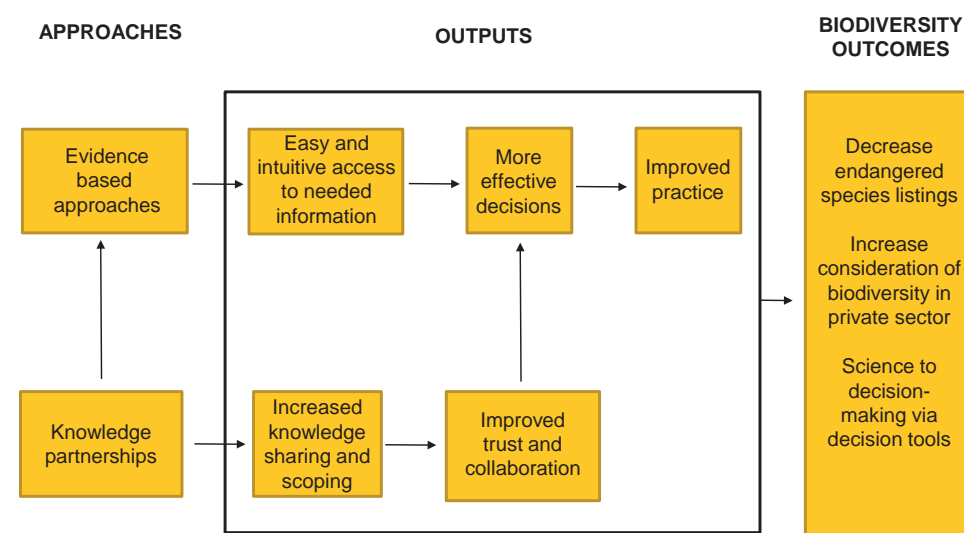 APPROACHES
OUTPUTS
BIODIVERSITY
OUTCOMES
Evidence
based
approaches
Easy and
intuitive access
to needed
information
More
effective
decisions
Improved
practice
Knowledge
partnerships
Increased
knowledge
sharing and
scoping
Improved
trust and
collaboration
Decrease
endangered
species listings
Increase
consideration of
biodiversity in
private sector
Science to
decision-
making via
decision tools